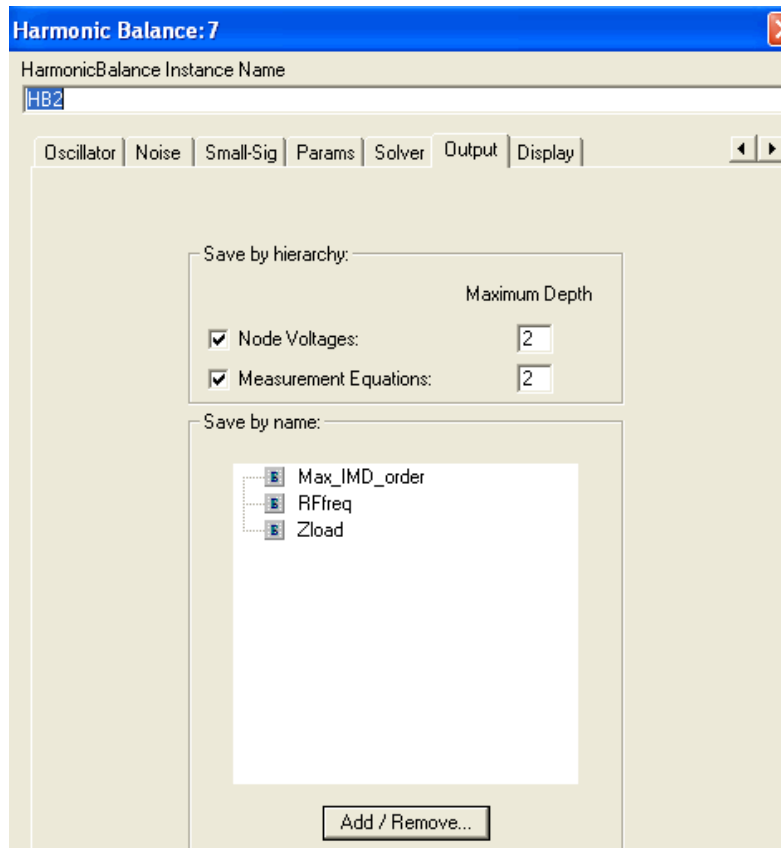 Harmonic Balance:7
HarmonicBalance Instance Name
HB2
Oscillator Noise Small-Sig Params Solver Output Display
Save by hierarchy:
Maximum Depth
Node Voltages: 2
Measurement Equations: 2
Save by name:
Max_IMD_order
RFfreq
Zload
Add / Remove...